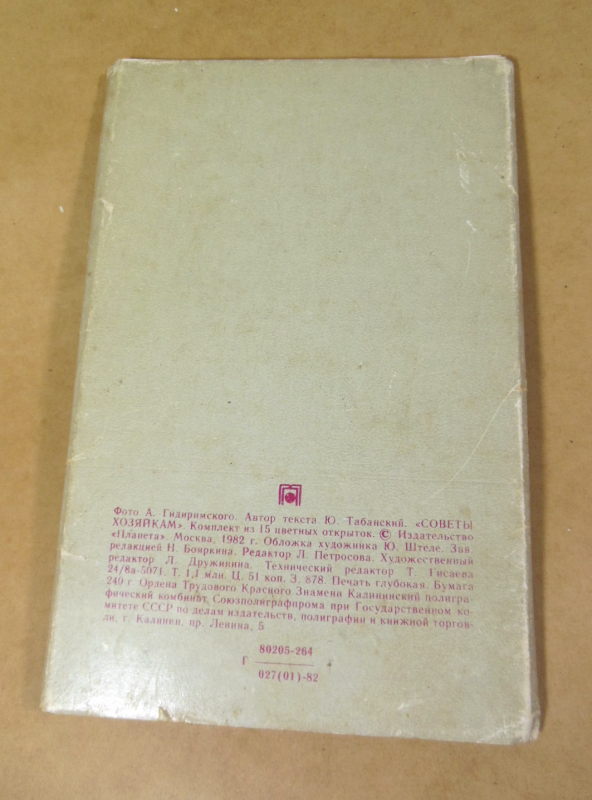 Фото А. Гидиримского. Автор текста Ю. Табанский. «СОВЕТЫ
ХОЗЯЙКАМ». Комплект из 15 цветных открыток. © Издательство
«Планета». Москва, 1982 г. Обложка художника Ю. Штеле. Зав.
редакцией Н. Бояркина. Редактор Л. Петросова. Художественный
редактор Л. Дружинина. Технический редактор Т. Гисаева
24/8а-5071. Т. 1,1 млн. Ц. 51 коп. З. 878. Печать глубокая. Бумага
240 г Ордена Трудового Красного Знамени Калининский полигра-
фический комбинат Союзполиграфпрома при Государственном ко-
митете СССР по делам издательств, полиграфии и книжной торгов-
ли, г. Калинин, пр. Ленина, 5
80205-264
Г
027(01)-82